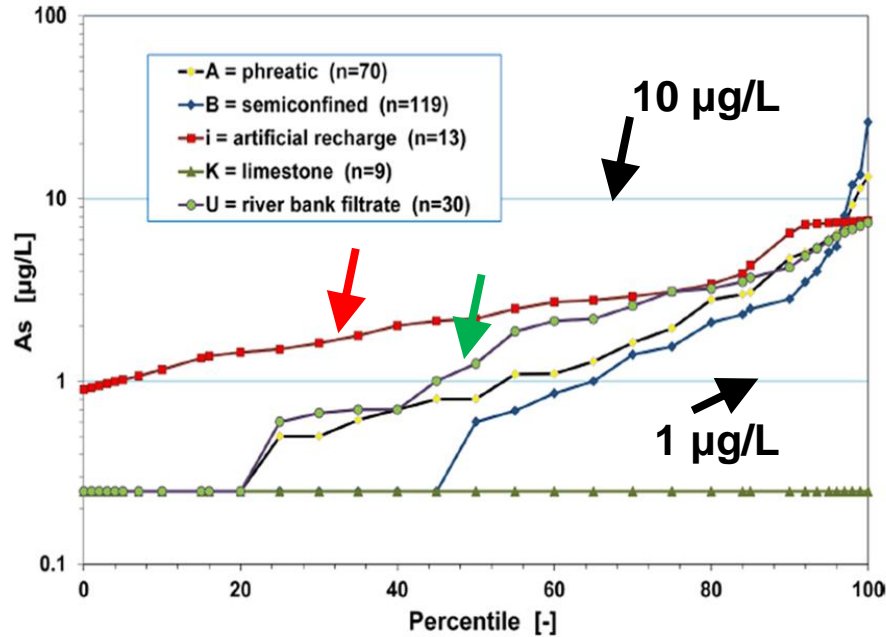 100
A = phreatic (n=70)
B = semiconfined (n=119)
i = artificial recharge (n=13)
K = limestone (n=9)
U = river bank filtrate (n=30)
10 µg/L
10
As [µg/L]
1
1 µg/L
0.1
0 20 40 60 80 100
Percentile [-]